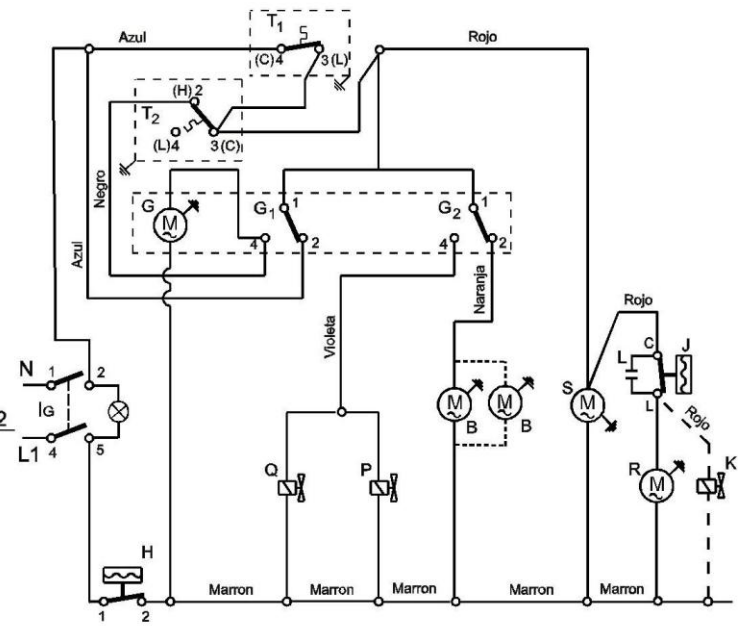 T1
Azul
Rojo
(C)4
3(L)
(H)2
T2
(L)4
3(C)
Negro
Azul
G
M
G1
1
4
2
G2
1
4
2
Violeta
Naranja
Rojo
C
J
L
L
Rojo
N
1
2
IG
2
L1
4
5
M
B
M
B
S
M
R
M
K
Q
P
H
1
2
Marron
Marron
Marron
Marron
Marron